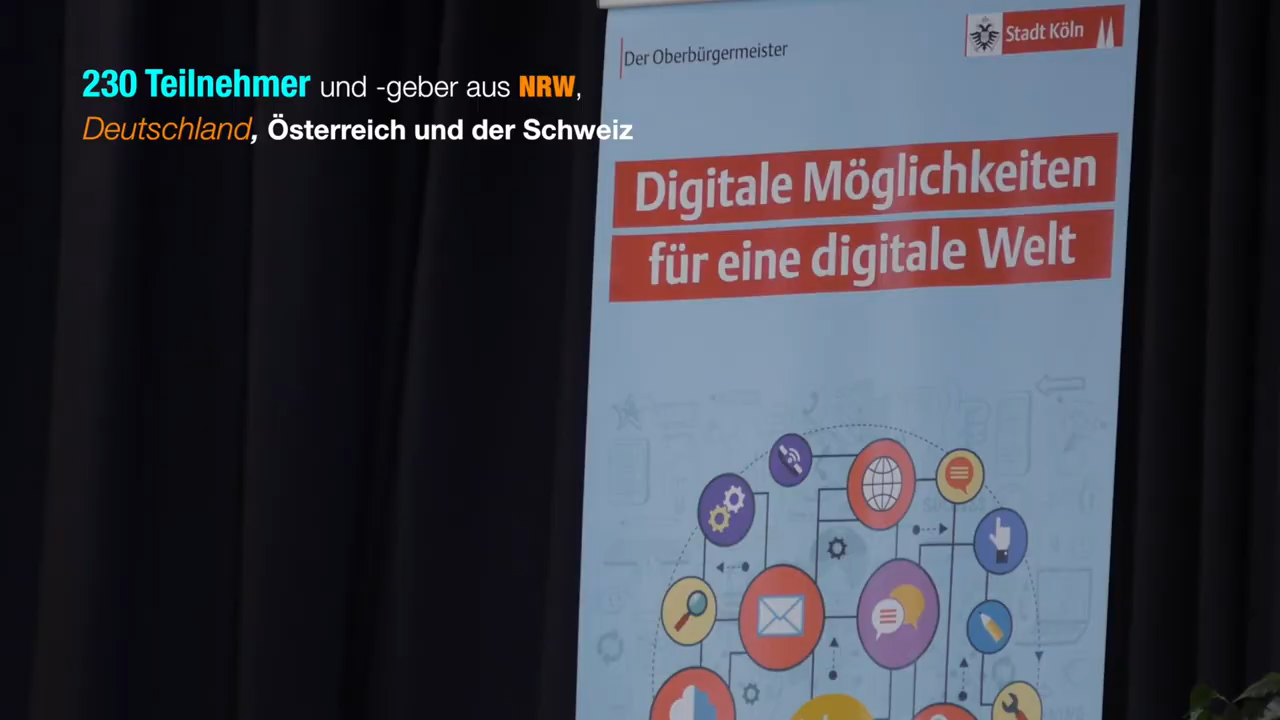 230 Teilnehmer und -geber aus NRW,
Deutschland, Österreich und der Schweiz
Der Oberbürgermeister
Stadt Köln
Digitale Möglichkeiten
für eine digitale Welt